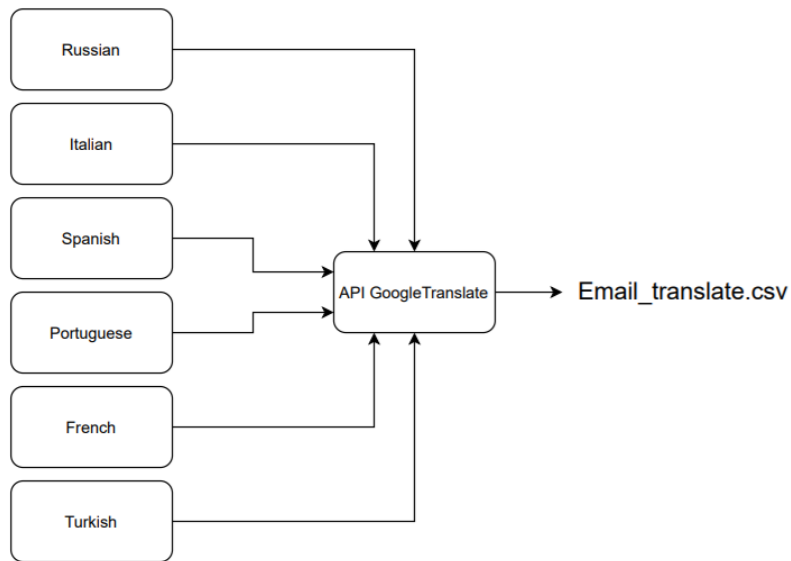 Russian
Italian
Spanish
Portuguese
French
Turkish
API GoogleTranslate
Email_translate.csv